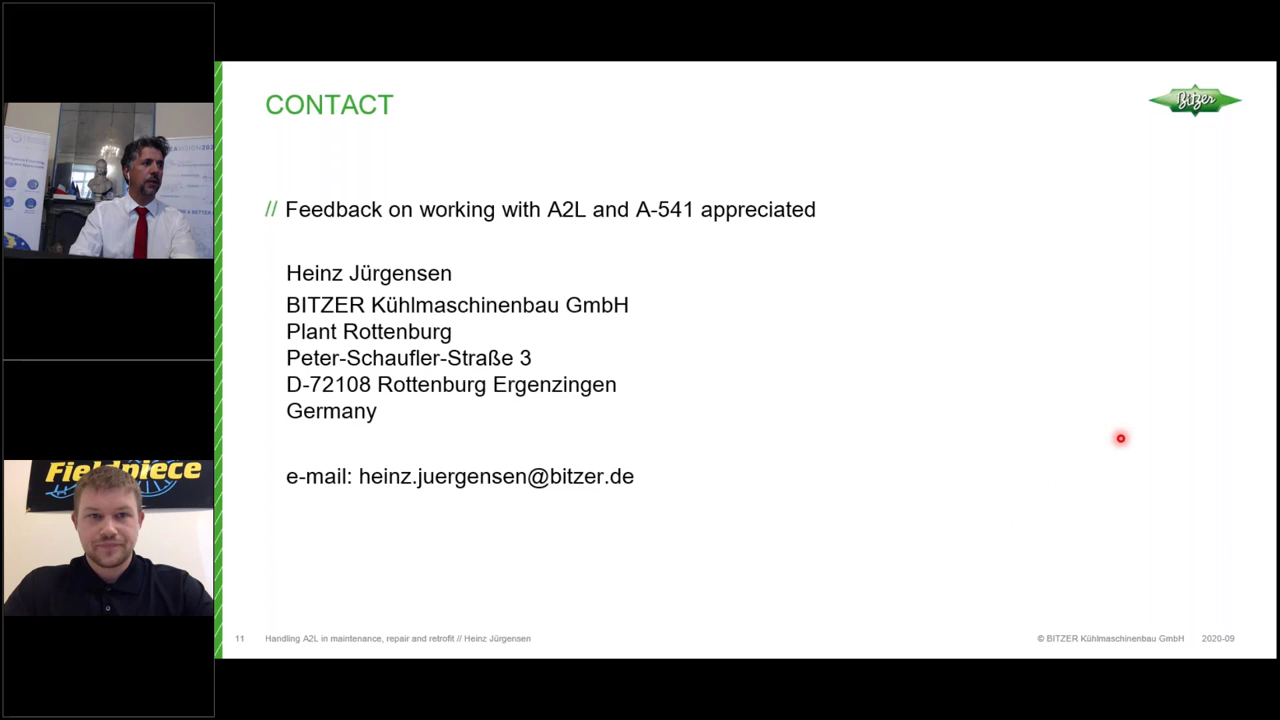 CONTACT
Bitzer
// Feedback on working with A2L and A-541 appreciated
Heinz Jürgensen
BITZER Kühlmaschinenbau GmbH
Plant Rottenburg
Peter-Schaufler-Straße 3
D-72108 Rottenburg Ergenzingen
Germany
e-mail: heinz.juergensen@bitzer.de
Fieldpiece
11 Handling A2L in maintenance, repair and retrofit // Heinz Jürgensen
© BITZER Kühlmaschinenbau GmbH 2020-09